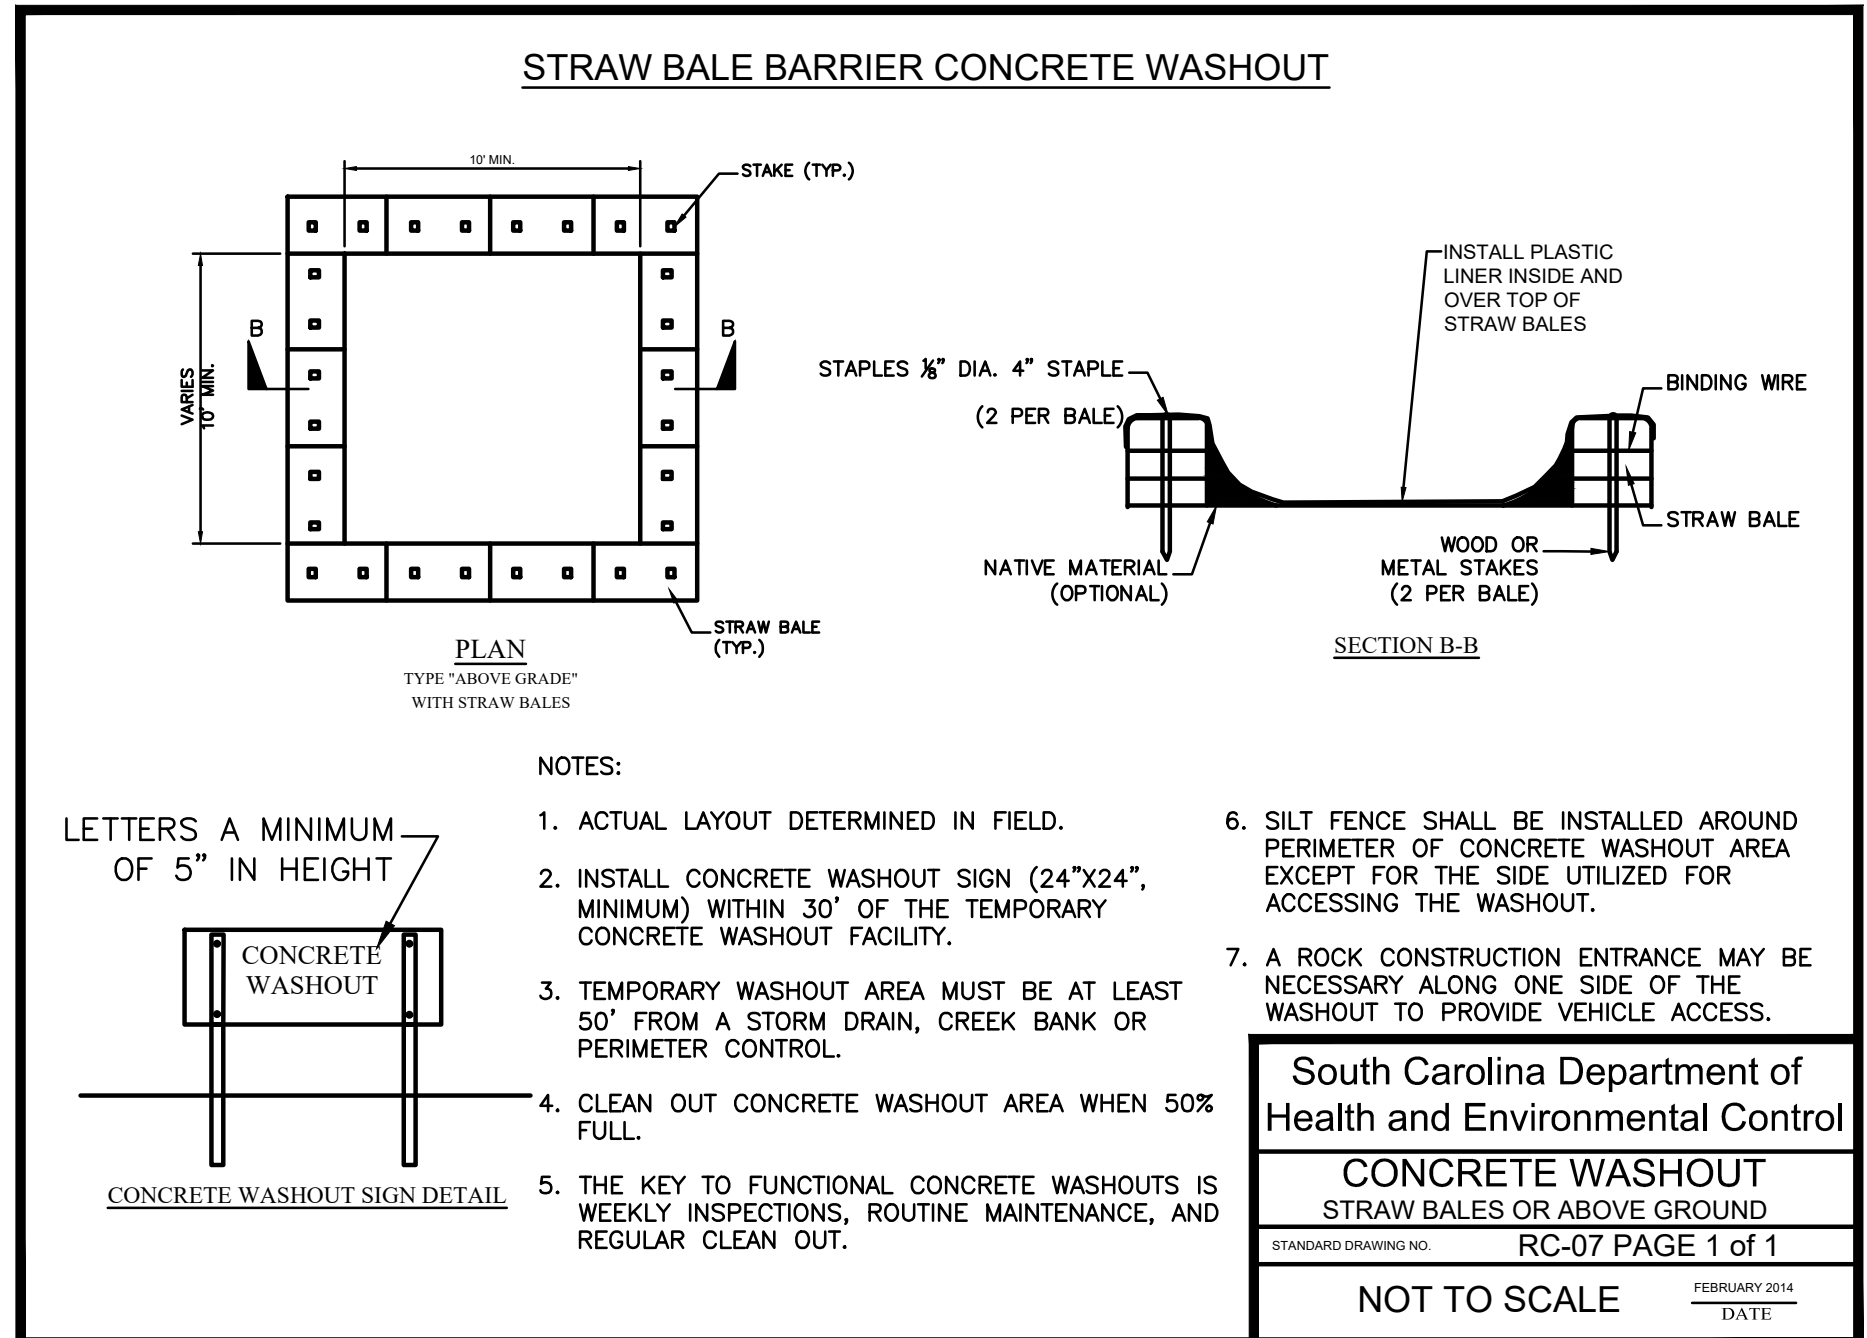 STRAW BALE BARRIER CONCRETE WASHOUT
10' MIN.
STAKE (TYP.)
VARIES
10' MIN.
B
B
STRAW BALE
(TYP.)
PLAN
TYPE "ABOVE GRADE"
WITH STRAW BALES
INSTALL PLASTIC
LINER INSIDE AND
OVER TOP OF
STRAW BALES
STAPLES ⅛" DIA. 4" STAPLE
(2 PER BALE)
BINDING WIRE
STRAW BALE
NATIVE MATERIAL
(OPTIONAL)
WOOD OR
METAL STAKES
(2 PER BALE)
SECTION B-B
LETTERS A MINIMUM
OF 5" IN HEIGHT
CONCRETE
WASHOUT
CONCRETE WASHOUT SIGN DETAIL
NOTES:
1. ACTUAL LAYOUT DETERMINED IN FIELD.
2. INSTALL CONCRETE WASHOUT SIGN (24"X24",
MINIMUM) WITHIN 30' OF THE TEMPORARY
CONCRETE WASHOUT FACILITY.
3. TEMPORARY WASHOUT AREA MUST BE AT LEAST
50' FROM A STORM DRAIN, CREEK BANK OR
PERIMETER CONTROL.
4. CLEAN OUT CONCRETE WASHOUT AREA WHEN 50%
FULL.
5. THE KEY TO FUNCTIONAL CONCRETE WASHOUTS IS
WEEKLY INSPECTIONS, ROUTINE MAINTENANCE, AND
REGULAR CLEAN OUT.
6. SILT FENCE SHALL BE INSTALLED AROUND
PERIMETER OF CONCRETE WASHOUT AREA
EXCEPT FOR THE SIDE UTILIZED FOR
ACCESSING THE WASHOUT.
7. A ROCK CONSTRUCTION ENTRANCE MAY BE
NECESSARY ALONG ONE SIDE OF THE
WASHOUT TO PROVIDE VEHICLE ACCESS.
South Carolina Department of
Health and Environmental Control
CONCRETE WASHOUT
STRAW BALES OR ABOVE GROUND
STANDARD DRAWING NO. RC-07 PAGE 1 of 1
NOT TO SCALE
FEBRUARY 2014
DATE